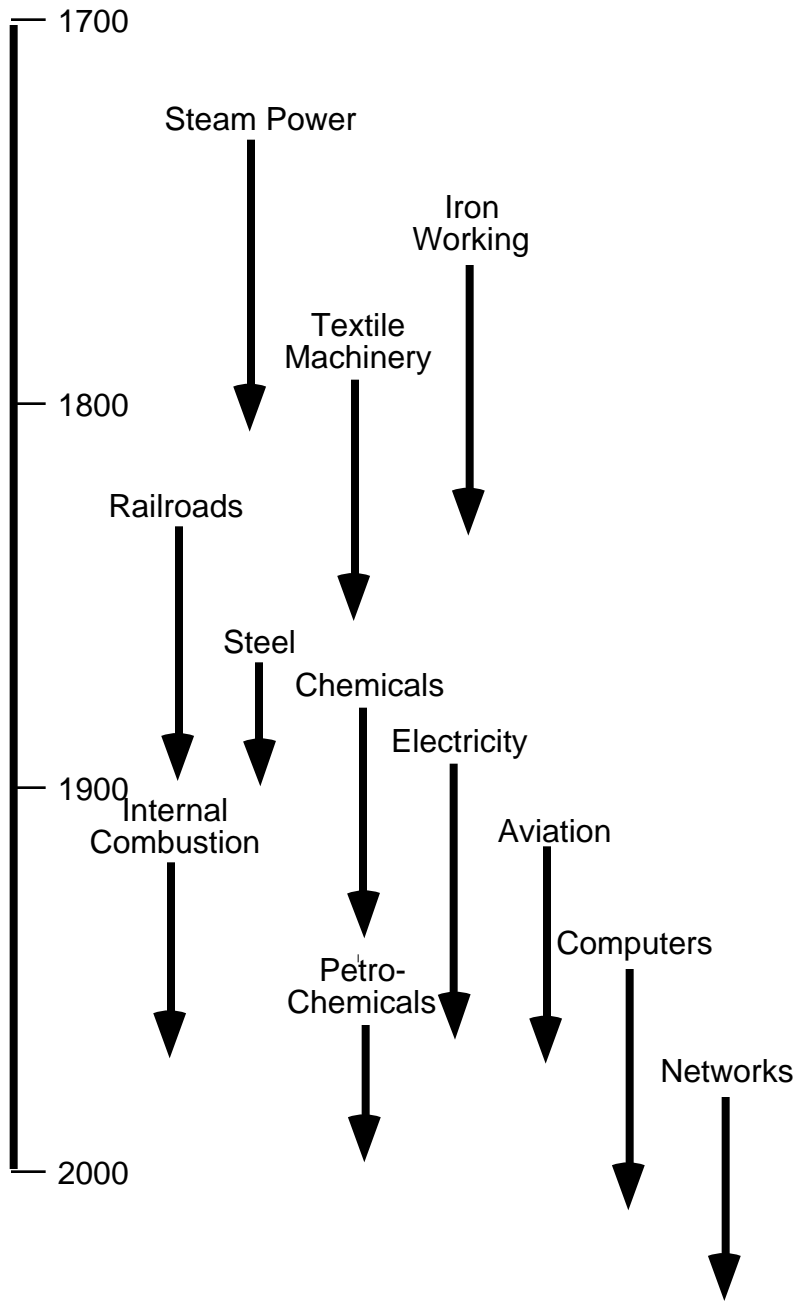 1700
Steam Power
Iron
Working
Textile
Machinery
1800
Railroads
Steel
Chemicals
Electricity
1900
Internal
Combustion
Aviation
Computers
Petro-
Chemicals
Networks
2000